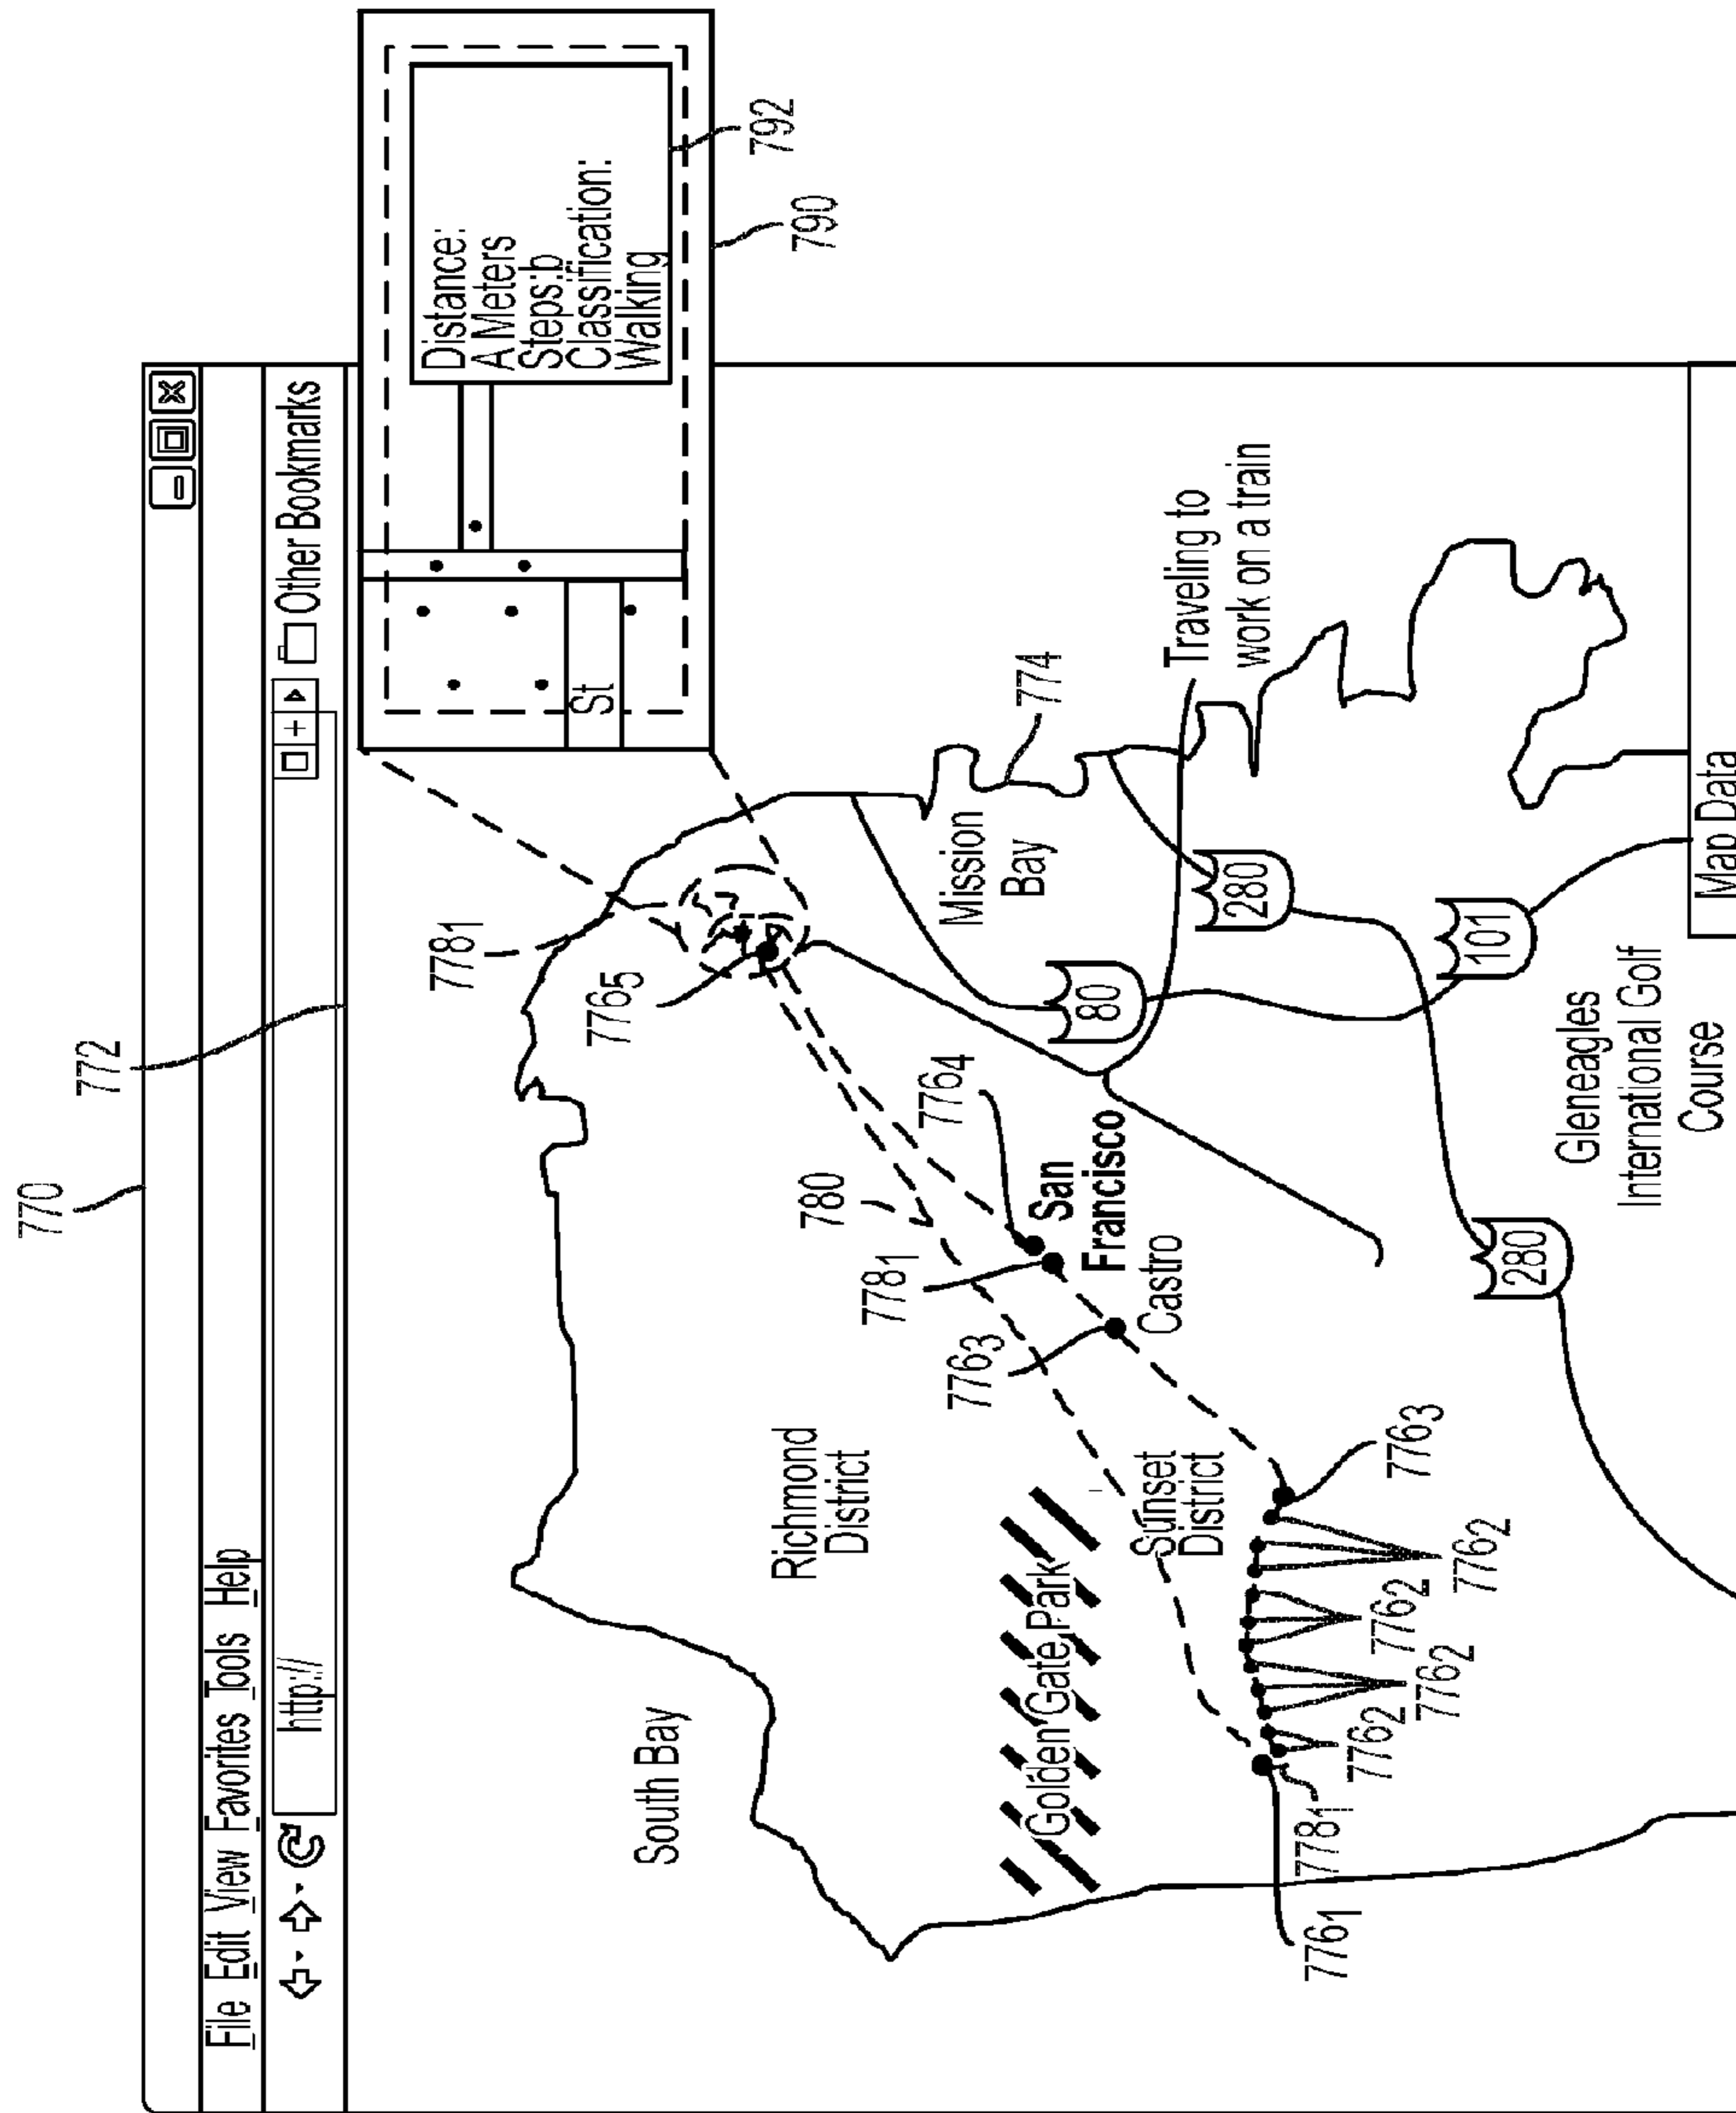 770
772
File Edit View Favorites Tools Help
http://
Other Bookmarks
Distance:
A Meters
Steps:b
Classification:
Walking
St
792
790
South Bay
7781
7765
Richmond
District
780
7781
7764
7763
San
Francisco
Castro
Mission
Bay
774
Traveling to
work on a train
Golden Gate Park
Sunset
District
80
280
101
280
7761
7781
7762
7762
7762
7762
7763
Gleneagles
International Golf
Course
Map Data